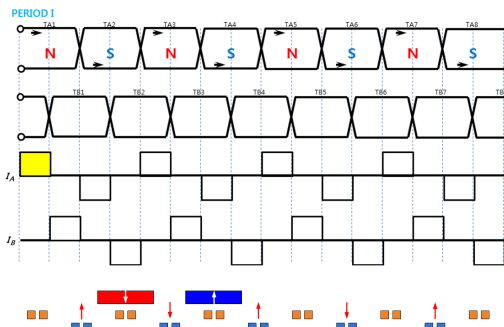 PERIOD I
TA1 TA2 TA3 TA4 TA5 TA6 TA7 TA8
N S N S N S N S
TB1 TB2 TB3 TB4 TB5 TB6 TB7
I_A
I_B